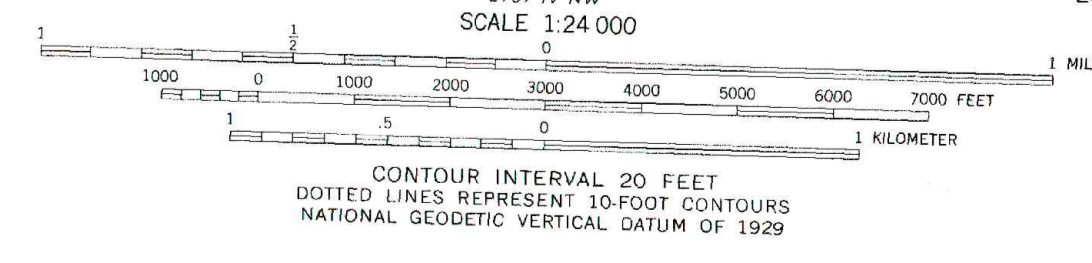 SCALE 1:24 000
1 1/2 0 1 MIL
1000 0 1000 2000 3000 4000 5000 6000 7000 FEET
1 .5 0 1 KILOMETER
CONTOUR INTERVAL 20 FEET
DOTTED LINES REPRESENT 10-FOOT CONTOURS
NATIONAL GEODETIC VERTICAL DATUM OF 1929